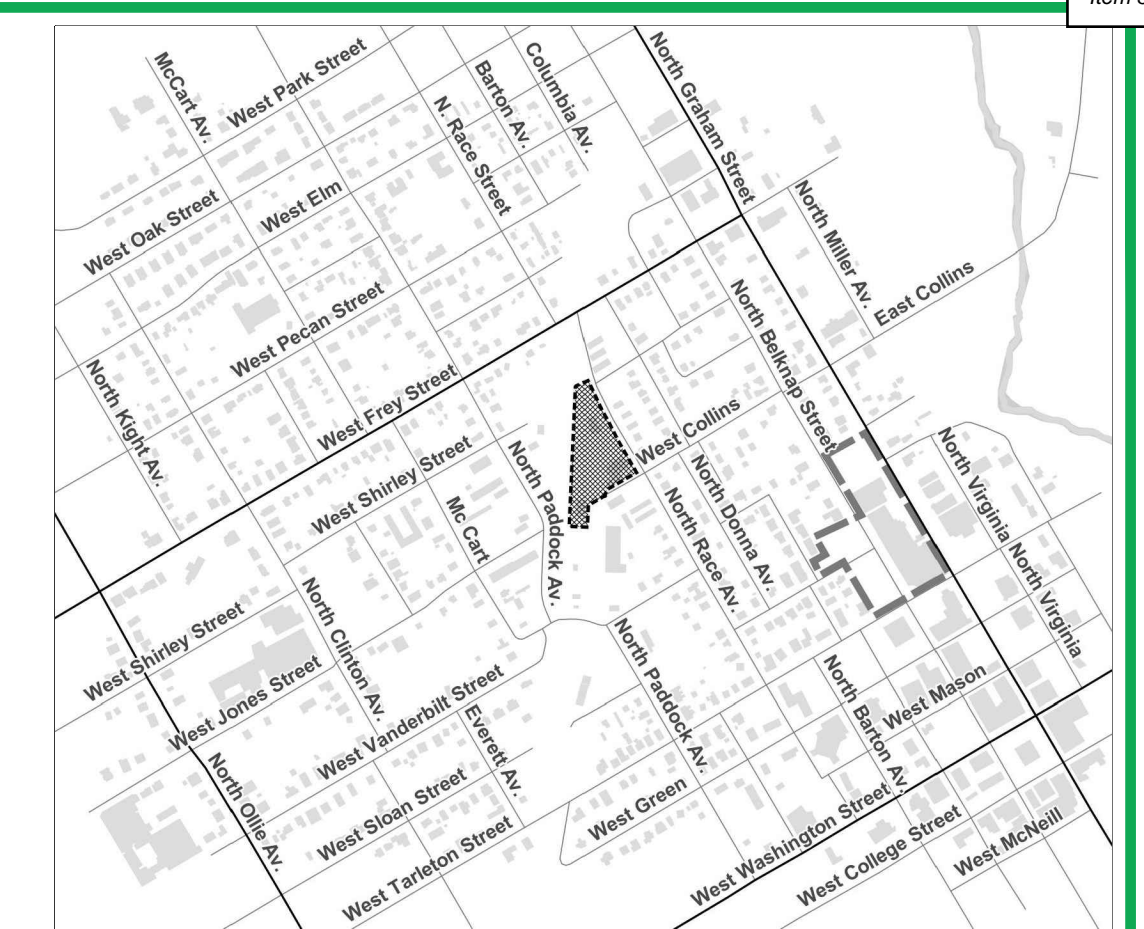 McCart Av.
West Park Street
Barton Av.
Columbia Av.
North Graham Street
N. Race Street
West Oak Street
West Elm
North Miller Av.
East Collins
West Pecan Street
North Belknap Street
North Kight Av.
West Frey Street
West Collins
West Shirley Street
North Paddock Av.
Mc Cart
North Donna Av.
North Race Av.
North Virginia
North Virginia
West Shirley Street
North Clinton Av.
West Jones Street
North Paddock Av.
West Vanderbilt Street
Everett Av.
North Barton Av.
West Mason
North Ollie Av.
West Sloan Street
West Green
West Tarleton Street
West Washington Street
West College Street
West McNeill